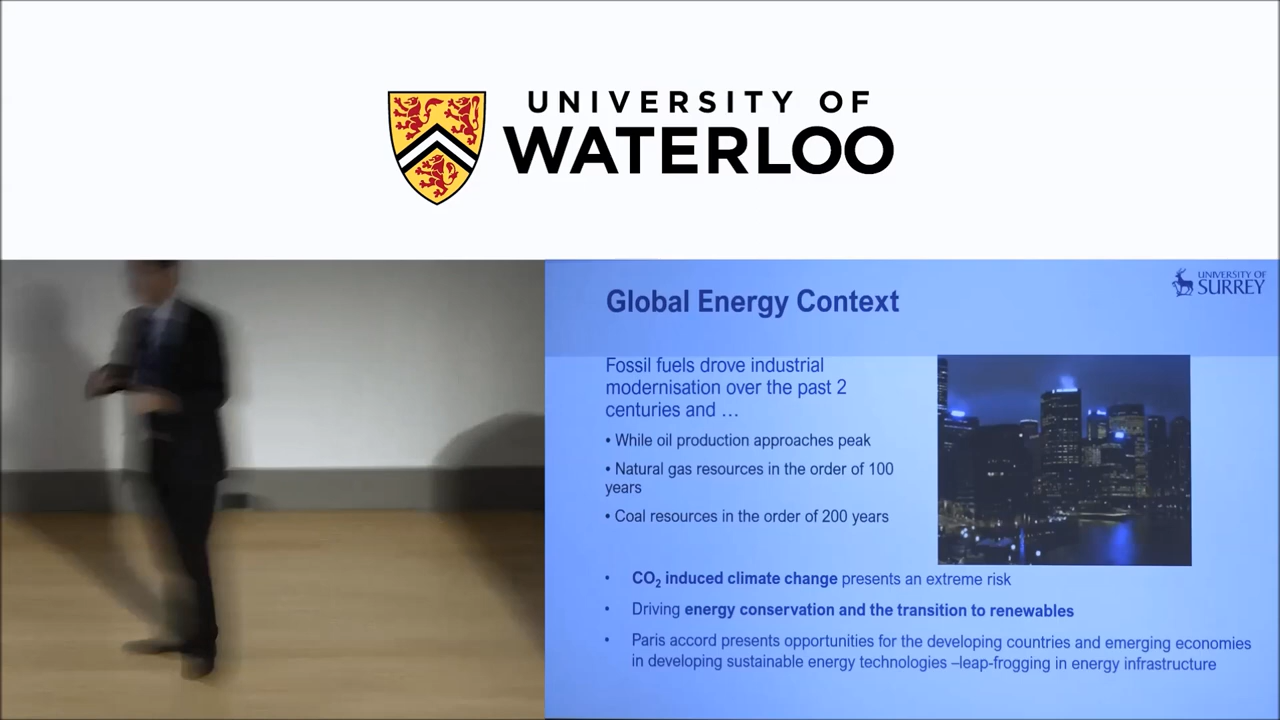 UNIVERSITY OF
WATERLOO
UNIVERSITY OF
SURREY
Global Energy Context
Fossil fuels drove industrial
modernisation over the past 2
centuries and …
• While oil production approaches peak
• Natural gas resources in the order of 100
years
• Coal resources in the order of 200 years
• CO₂ induced climate change presents an extreme risk
• Driving energy conservation and the transition to renewables
• Paris accord presents opportunities for the developing countries and emerging economies
in developing sustainable energy technologies –leap-frogging in energy infrastructure